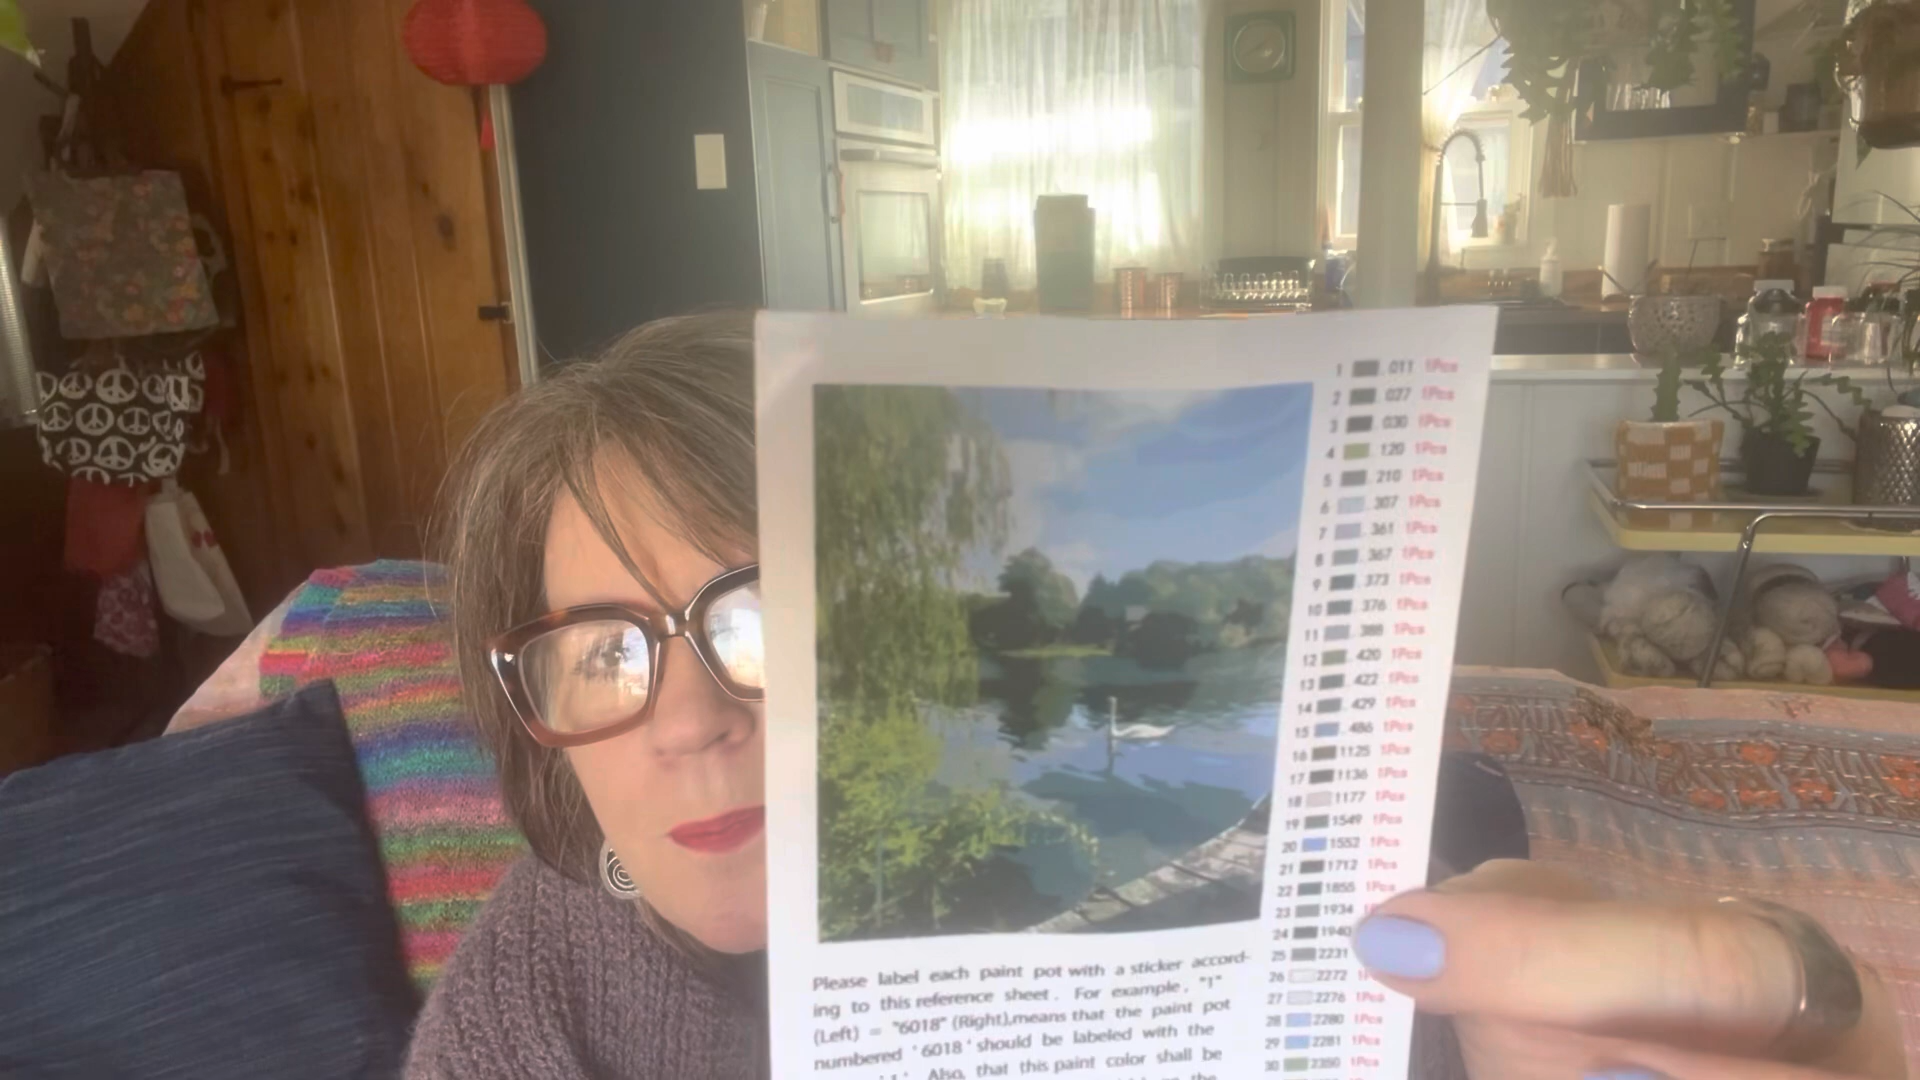 1 .011 1Pcs
2 .027 1Pcs
3 .030 1Pcs
4 .120 1Pcs
5 .210 1Pcs
6 .307 1Pcs
7 .361 1Pcs
8 .367 1Pcs
9 .373 1Pcs
10 .376 1Pcs
11 .388 1Pcs
12 .420 1Pcs
13 .422 1Pcs
14 .429 1Pcs
15 .486 1Pcs
16 1125 1Pcs
17 1136 1Pcs
18 1177 1Pcs
19 1549 1Pcs
20 1552 1Pcs
21 1712 1Pcs
22 1855 1Pcs
23 1934
24 1940
25 2231
26 2272
27 2276 1Pcs
28 2280 1Pcs
29 2281 1Pcs
30 2350 1Pcs
Please label each paint pot with a sticker accord-
ing to this reference sheet. For example, "1"
(Left) = "6018" (Right),means that the paint pot
numbered '6018' should be labeled with the
Also, that this paint color shall be
the